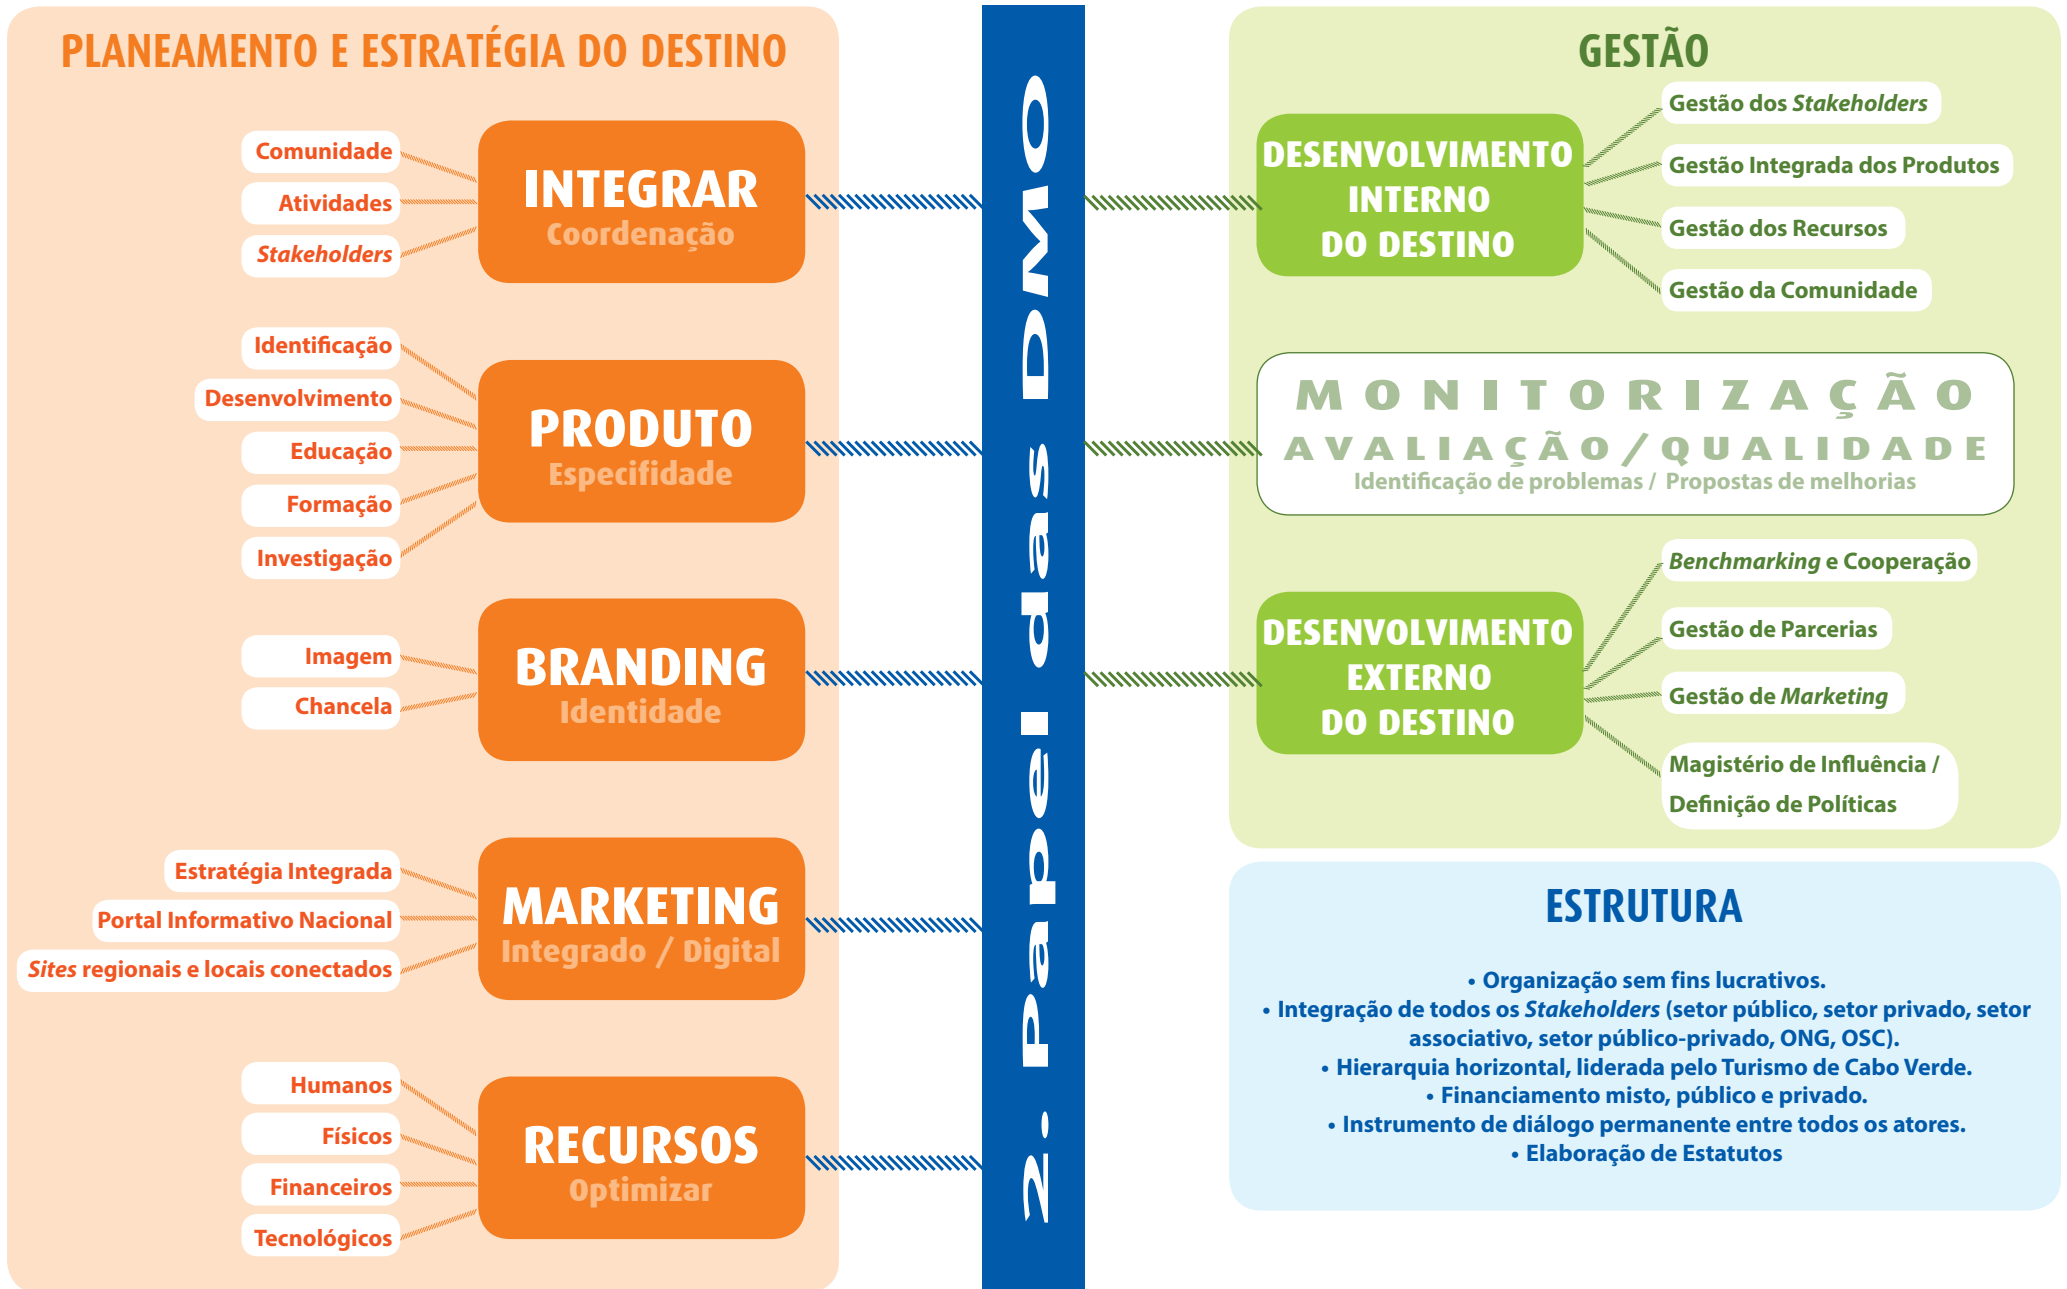 PLANEAMENTO E ESTRATÉGIA DO DESTINO
Comunidade
Atividades
Stakeholders
INTEGRAR
Coordenação
Identificação
Desenvolvimento
Educação
Formação
Investigação
PRODUTO
Especifidade
Imagem
Chancela
BRANDING
Identidade
Estratégia Integrada
Portal Informativo Nacional
Sites regionais e locais conectados
MARKETING
Integrado / Digital
Humanos
Físicos
Financeiros
Tecnológicos
RECURSOS
Optimizar
2. Papel das DMO
GESTÃO
DESENVOLVIMENTO
INTERNO
DO DESTINO
Gestão dos Stakeholders
Gestão Integrada dos Produtos
Gestão dos Recursos
Gestão da Comunidade
MONITORIZAÇÃO
AVALIAÇÃO/QUALIDADE
Identificação de problemas / Propostas de melhorias
DESENVOLVIMENTO
EXTERNO
DO DESTINO
Benchmarking e Cooperação
Gestão de Parcerias
Gestão de Marketing
Magistério de Influência /
Definição de Políticas
ESTRUTURA
• Organização sem fins lucrativos.
• Integração de todos os Stakeholders (setor público, setor privado, setor
associativo, setor público-privado, ONG, OSC).
• Hierarquia horizontal, liderada pelo Turismo de Cabo Verde.
• Financiamento misto, público e privado.
• Instrumento de diálogo permanente entre todos os atores.
• Elaboração de Estatutos